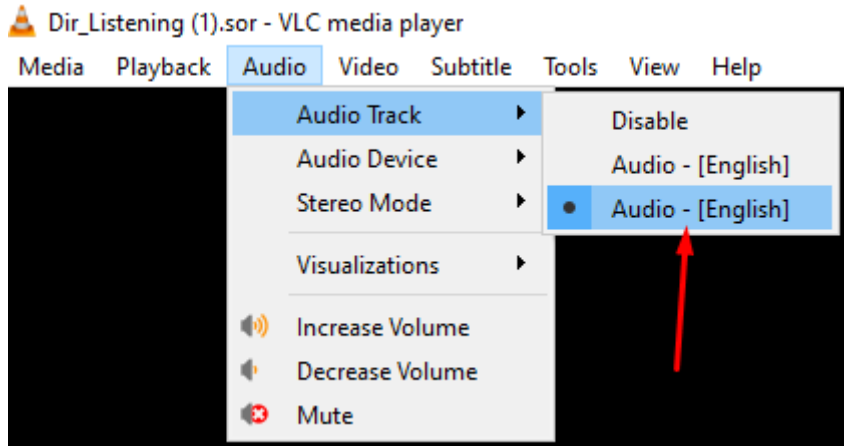 Dir_Listening (1).sor - VLC media player
Media Playback Audio Video Subtitle Tools View Help
Audio Track
Audio Device
Stereo Mode
Visualizations
Increase Volume
Decrease Volume
Mute
Disable
Audio - [English]
Audio - [English]